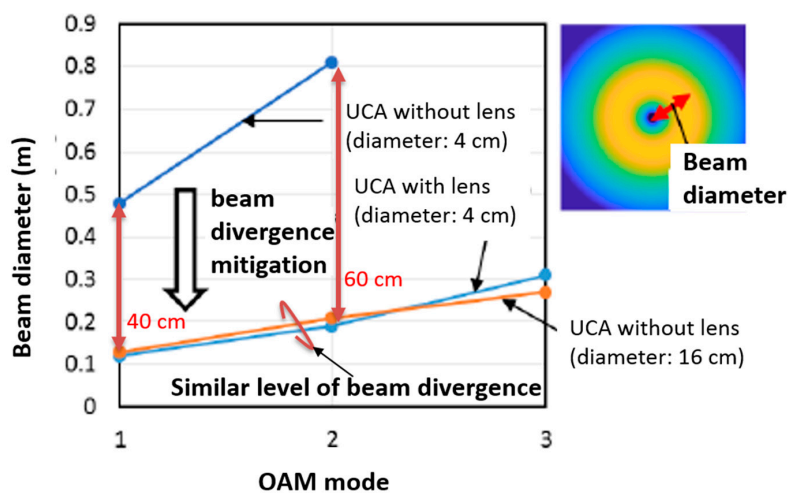 0.9
0.8
0.7
0.6
0.5
0.4
0.3
0.2
0.1
0
Beam diameter (m)
1
2
3
OAM mode
UCA without lens
(diameter: 4 cm)
UCA with lens
(diameter: 4 cm)
beam
divergence
mitigation
40 cm
60 cm
UCA without lens
(diameter: 16 cm)
Similar level of beam divergence
Beam
diameter